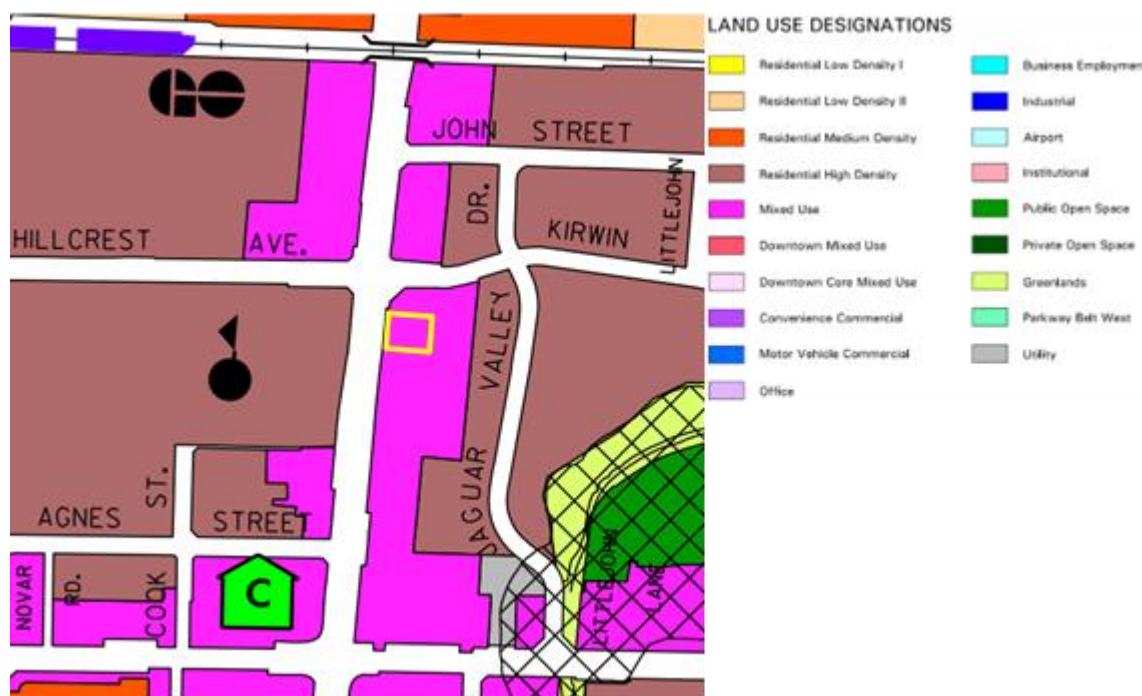 JOHN STREET
LITTLEJOHN
DR.
KIRWIN
HILLCREST AVE.
JAGUAR VALLEY
ST.
AGNES STREET
NOVAR
RD.
COOK
C
LITTLEJOHN
LANE
LAND USE DESIGNATIONS
Residential Low Density I
Residential Low Density II
Residential Medium Density
Residential High Density
Mixed Use
Downtown Mixed Use
Downtown Core Mixed Use
Convenience Commercial
Motor Vehicle Commercial
Office
Business Employmen
Industrial
Airport
Institutional
Public Open Space
Private Open Space
Greenlands
Parkway Belt West
Utility